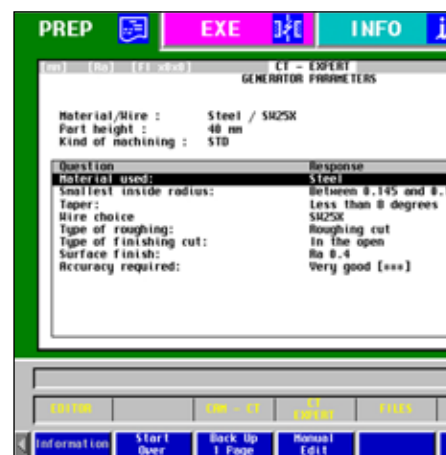 PREP EXE INFO
[mm] [Ra] CT - EXPERT
GENERATOR PARAMETERS
Material/Wire : Steel / SW25X
Part height : 40 mm
Kind of machining : STD
Question Response
Material used: Steel
Smallest inside radius: Between 0.145 and 0.
Taper: Less than 0 degrees
Wire choice SW25X
Type of roughing: Roughing cut
Type of finishing cut: In the open
Surface finish: Ra 0.4
Accuracy required: Very good [***]
EDITOR CAM - CT CT EXPERT FILES
Information Start Over Back Up 1 Page Manual Edit